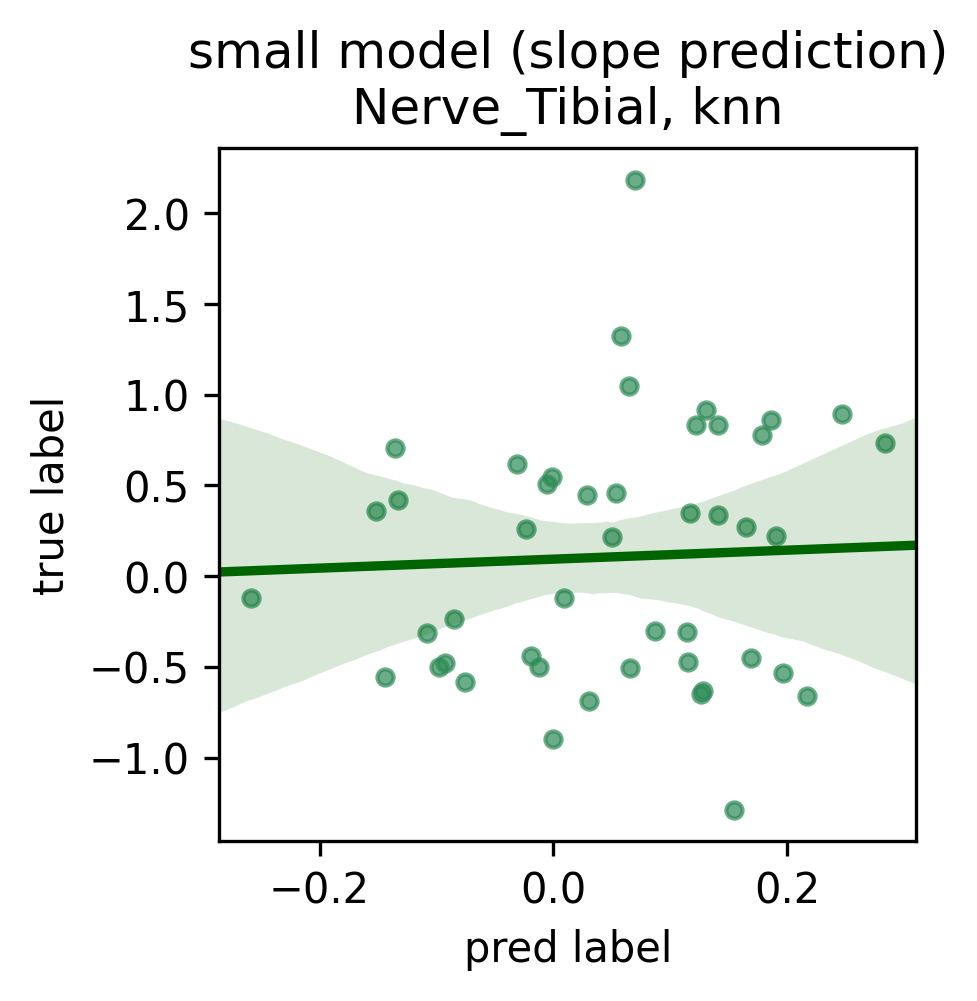 small model (slope prediction)
Nerve_Tibial, knn
2.0
1.5
1.0
0.5
0.0
−0.5
−1.0
true label
−0.2
0.0
0.2
pred label